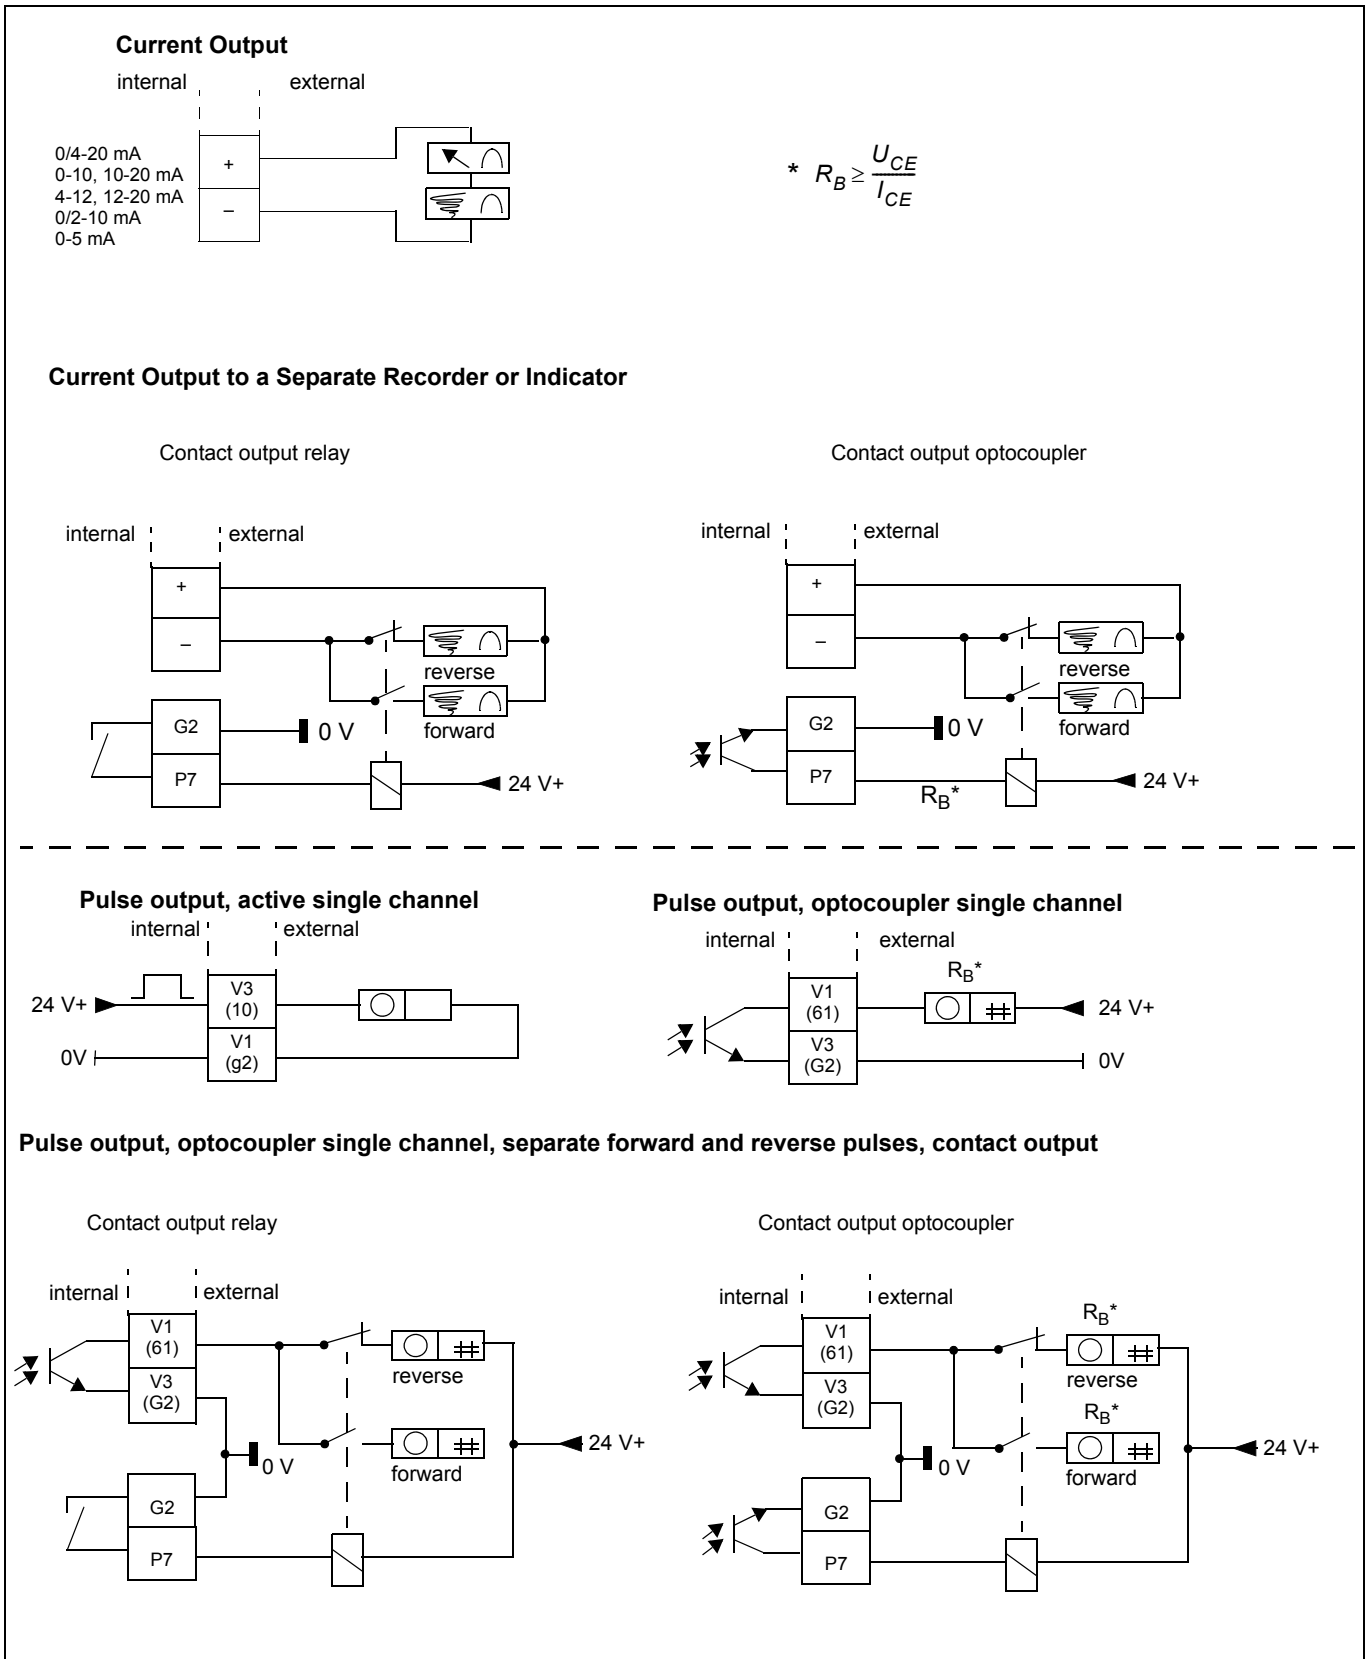 Current Output
internal external
0/4-20 mA
0-10, 10-20 mA
4-12, 12-20 mA
0/2-10 mA
0-5 mA
+
–
* R_B ≥ U_CE / I_CE
Current Output to a Separate Recorder or Indicator
Contact output relay
internal external
+
–
reverse
forward
G2
0 V
P7
24 V+
Contact output optocoupler
internal external
+
–
reverse
forward
G2
0 V
P7
R_B*
24 V+
Pulse output, active single channel
internal external
24 V+
V3
(10)
0V
V1
(g2)
Pulse output, optocoupler single channel
internal external
R_B*
V1
(61)
24 V+
V3
(G2)
0V
Pulse output, optocoupler single channel, separate forward and reverse pulses, contact output
Contact output relay
internal external
V1
(61)
reverse
V3
(G2)
24 V+
0 V
forward
G2
P7
Contact output optocoupler
internal external
R_B*
V1
(61)
reverse
V3
(G2)
R_B*
24 V+
0 V
forward
G2
P7